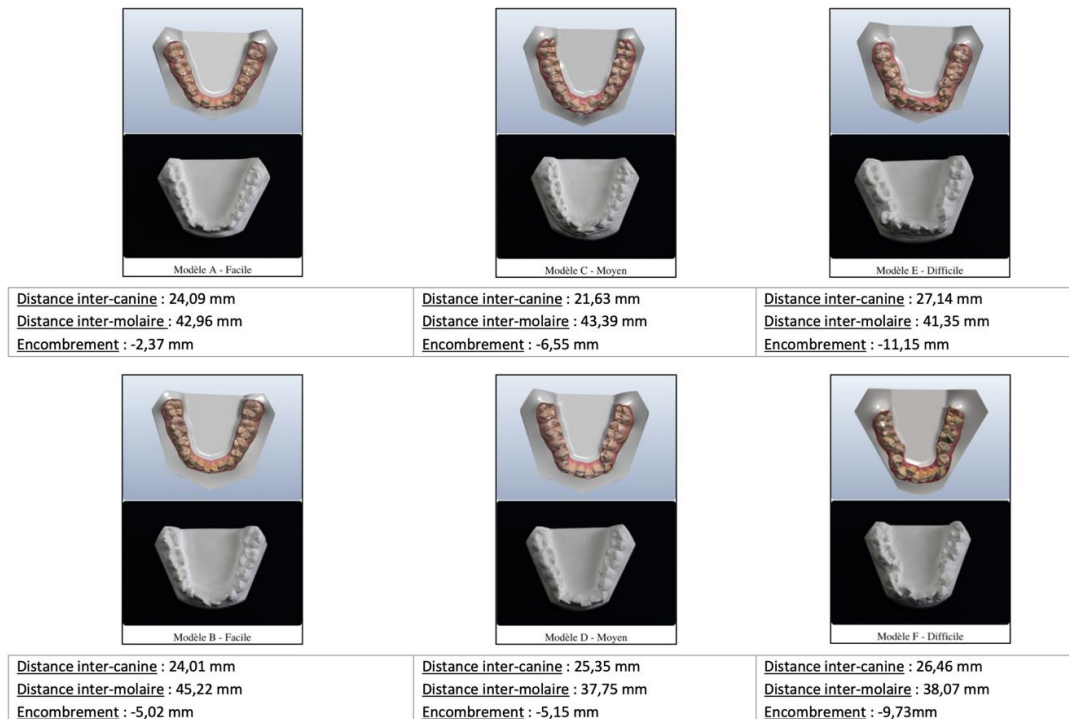 Modèle A - Facile
Modèle C - Moyen
Modèle E - Difficile
Distance inter-canine : 24,09 mm
Distance inter-molaire : 42,96 mm
Encombrement : -2,37 mm
Distance inter-canine : 21,63 mm
Distance inter-molaire : 43,39 mm
Encombrement : -6,55 mm
Distance inter-canine : 27,14 mm
Distance inter-molaire : 41,35 mm
Encombrement : -11,15 mm
Modèle B - Facile
Modèle D - Moyen
Modèle F - Difficile
Distance inter-canine : 24,01 mm
Distance inter-molaire : 45,22 mm
Encombrement : -5,02 mm
Distance inter-canine : 25,35 mm
Distance inter-molaire : 37,75 mm
Encombrement : -5,15 mm
Distance inter-canine : 26,46 mm
Distance inter-molaire : 38,07 mm
Encombrement : -9,73mm